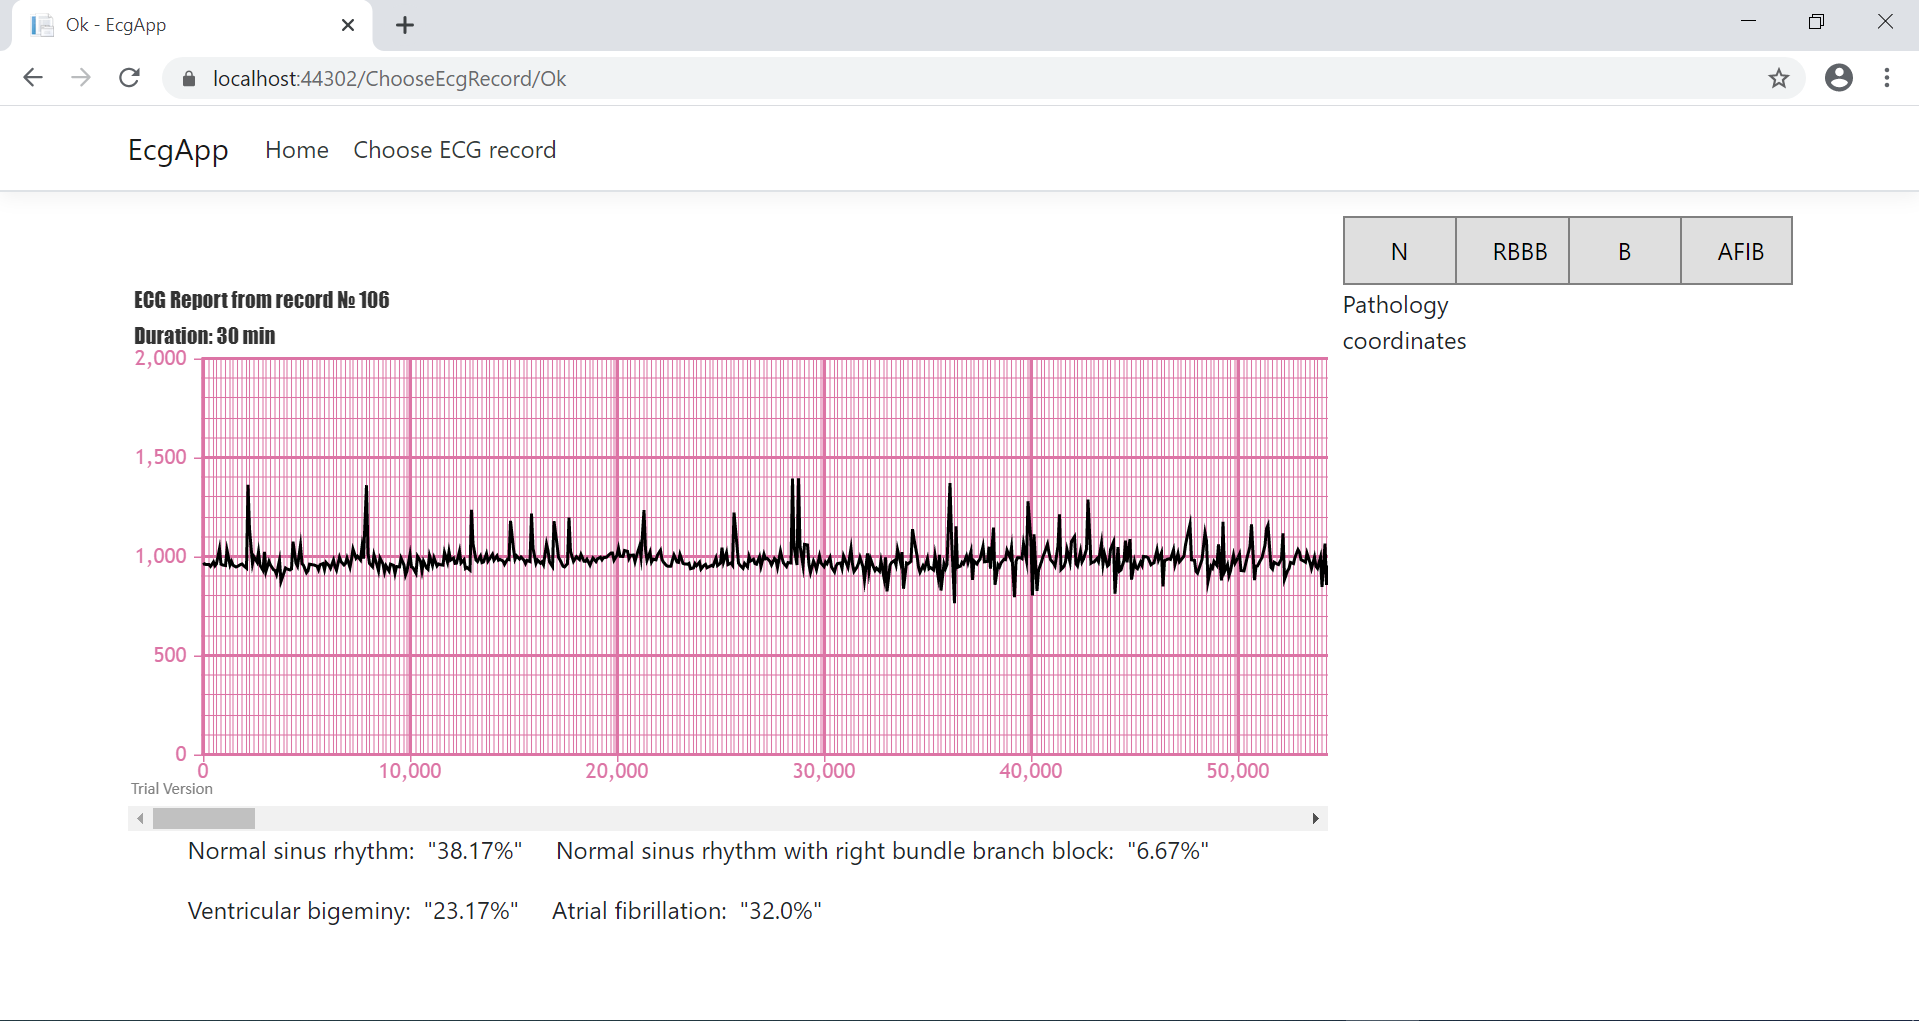 Ok - EcgApp
localhost:44302/ChooseEcgRecord/Ok
EcgApp Home Choose ECG record
N RBBB B AFIB
Pathology
coordinates
ECG Report from record № 106
Duration: 30 min
2,000
1,500
1,000
500
0
0 10,000 20,000 30,000 40,000 50,000
Trial Version
Normal sinus rhythm: "38.17%" Normal sinus rhythm with right bundle branch block: "6.67%"
Ventricular bigeminy: "23.17%" Atrial fibrillation: "32.0%"